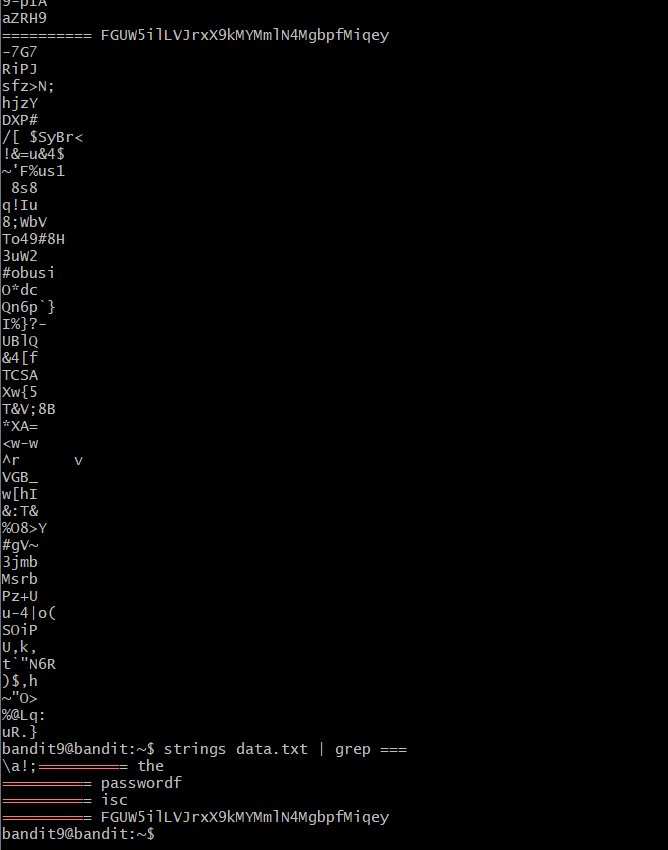 9-piA
aZRH9
========== FGUW5ilLVJrxX9kMYMmlN4MgbpfMiqey
-7G7
RiPJ
sfz>N;
hjzY
DXP#
/[ $SyBr<
!&=u&4$
~'F%us1
 8s8
q!Iu
8;WbV
To49#8H
3uW2
#obusi
O*dc
Qn6p`}
I%}?-
UBlQ
&4[f
TCSA
Xw{5
T&V;8B
*XA=
<w-w
^r      v
VGB_
w[hI
&:T&
%O8>Y
#gV~
3jmb
Msrb
Pz+U
u-4|o(
SOiP
U,k,
t`"N6R
)$,h
~"O>
%@Lq:
uR.}
bandit9@bandit:~$ strings data.txt | grep ===
\a!;========== the
========== passwordf
========== isc
========== FGUW5ilLVJrxX9kMYMmlN4MgbpfMiqey
bandit9@bandit:~$